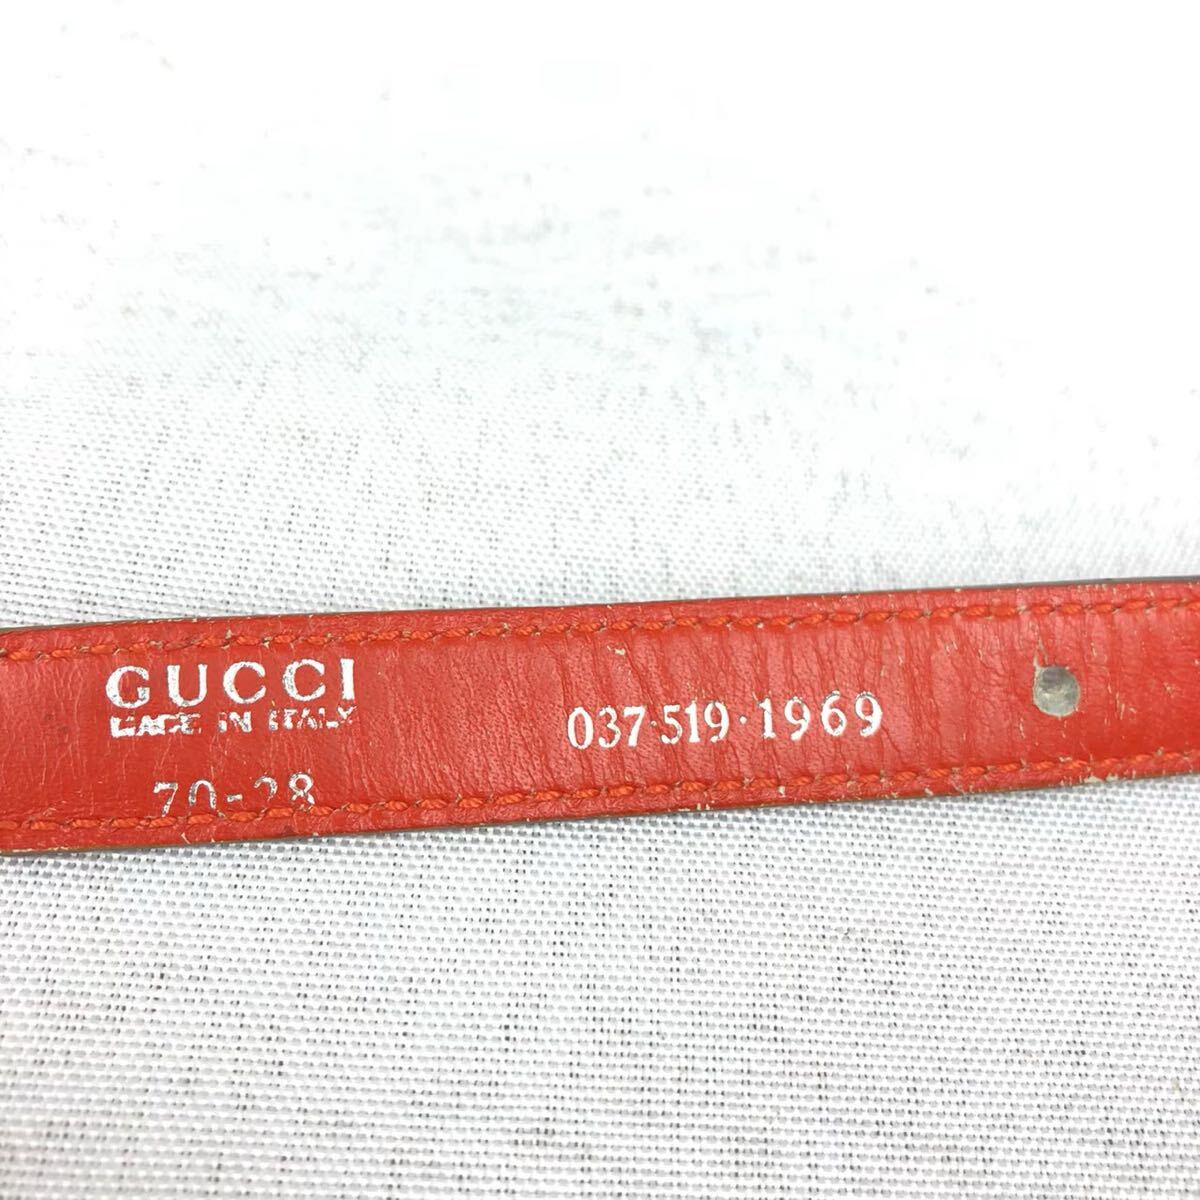 GUCCI
MADE IN ITALY
70-28
037·519·1969